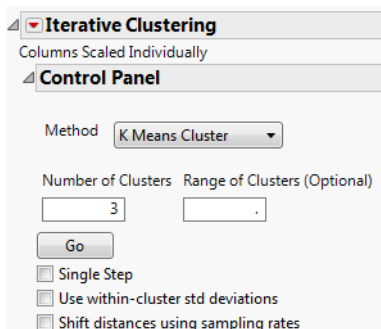 Iterative Clustering
Columns Scaled Individually
Control Panel
Method K Means Cluster
Number of Clusters Range of Clusters (Optional)
3 .
Go
Single Step
Use within-cluster std deviations
Shift distances using sampling rates